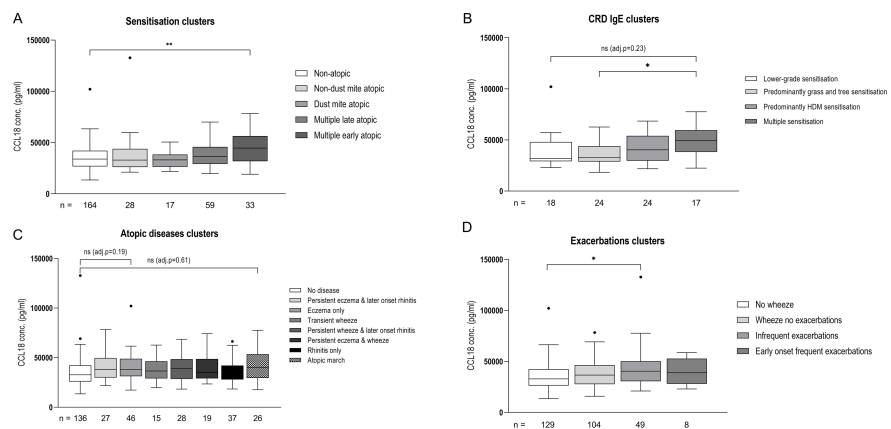 A
Sensitisation clusters
**
150000
100000
50000
0
CCL18 conc. (pg/ml)
Non-atopic
Non-dust mite atopic
Dust mite atopic
Multiple late atopic
Multiple early atopic
n = 164 28 17 59 33
B
CRD IgE clusters
ns (adj.p=0.23)
*
150000
100000
50000
0
CCL18 conc. (pg/ml)
Lower-grade sensitisation
Predominantly grass and tree sensitisation
Predominantly HDM sensitisation
Multiple sensitisation
n = 18 24 24 17
C
Atopic diseases clusters
ns (adj.p=0.19)
ns (adj.p=0.61)
150000
100000
50000
0
CCL18 conc. (pg/ml)
No disease
Persistent eczema & later onset rhinitis
Eczema only
Transient wheeze
Persistent wheeze & later onset rhinitis
Persistent eczema & wheeze
Rhinitis only
Atopic march
n = 136 27 46 15 28 19 37 26
D
Exacerbations clusters
*
150000
100000
50000
0
CCL18 conc. (pg/ml)
No wheeze
Wheeze no exacerbations
Infrequent exacerbations
Early onset frequent exacerbations
n = 129 104 49 8